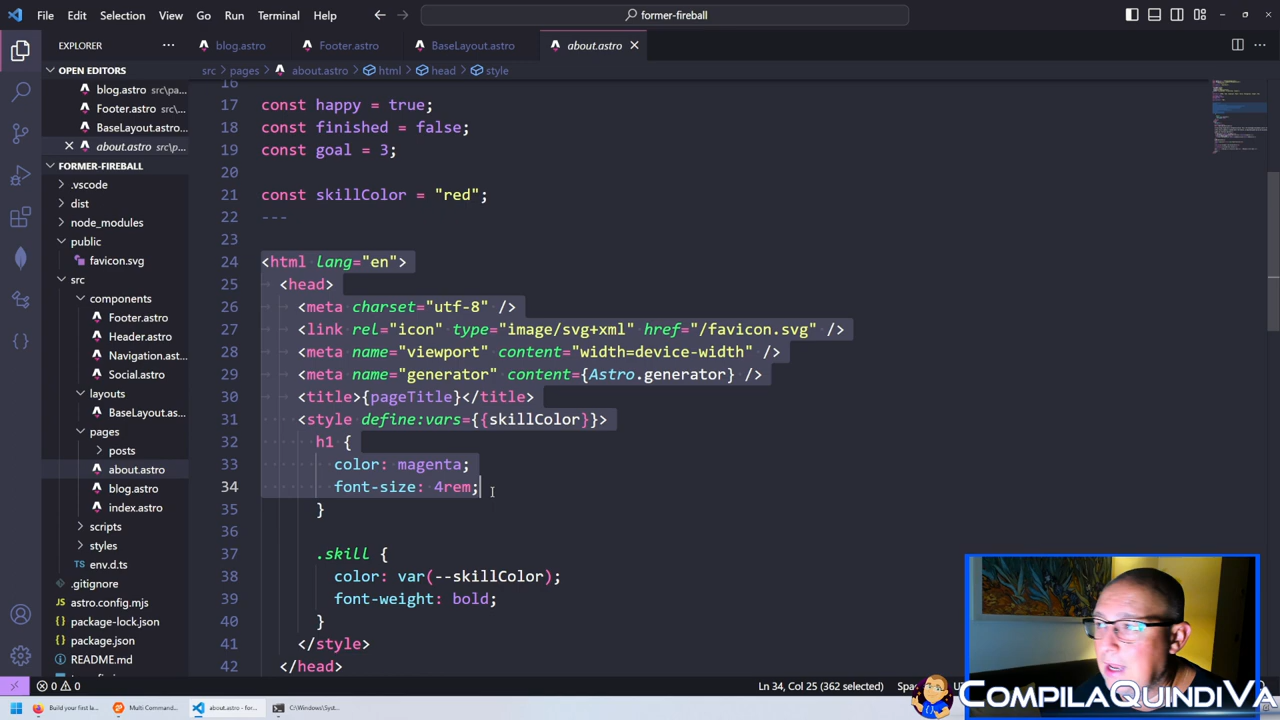 File Edit Selection View Go Run Terminal Help former-fireball
EXPLORER
blog.astro Footer.astro BaseLayout.astro about.astro
OPEN EDITORS
blog.astro src\pa...
Footer.astro src\c...
BaseLayout.astro...
about.astro src\p...
FORMER-FIREBALL
.vscode
dist
node_modules
public
favicon.svg
src
components
Footer.astro
Header.astro
Navigation.ast...
Social.astro
layouts
BaseLayout.as...
pages
posts
about.astro
blog.astro
index.astro
scripts
styles
env.d.ts
.gitignore
astro.config.mjs
package-lock.json
package.json
README.md
src > pages > about.astro > html > head > style
16
17 const happy = true;
18 const finished = false;
19 const goal = 3;
20
21 const skillColor = "red";
22 ---
23
24 <html lang="en">
25 <head>
26 <meta charset="utf-8" />
27 <link rel="icon" type="image/svg+xml" href="/favicon.svg" />
28 <meta name="viewport" content="width=device-width" />
29 <meta name="generator" content={Astro.generator} />
30 <title>{pageTitle}</title>
31 <style define:vars={{skillColor}}>
32 h1 {
33 color: magenta;
34 font-size: 4rem;
35 }
36
37 .skill {
38 color: var(--skillColor);
39 font-weight: bold;
40 }
41 </style>
42 </head>
0 0 Ln 34, Col 25 (362 selected) Spa
Build your first la... Multi Command... about.astro - for... C:\Windows\Syst...
COMPILAQUINDIVA